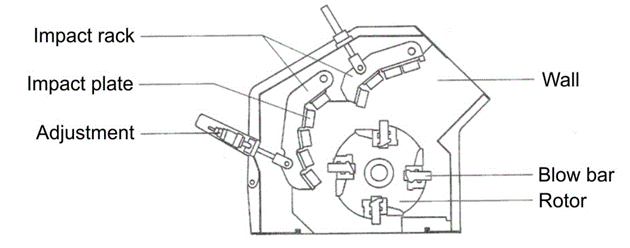 Impact rack
Impact plate
Adjustment
Wall
Blow bar
Rotor